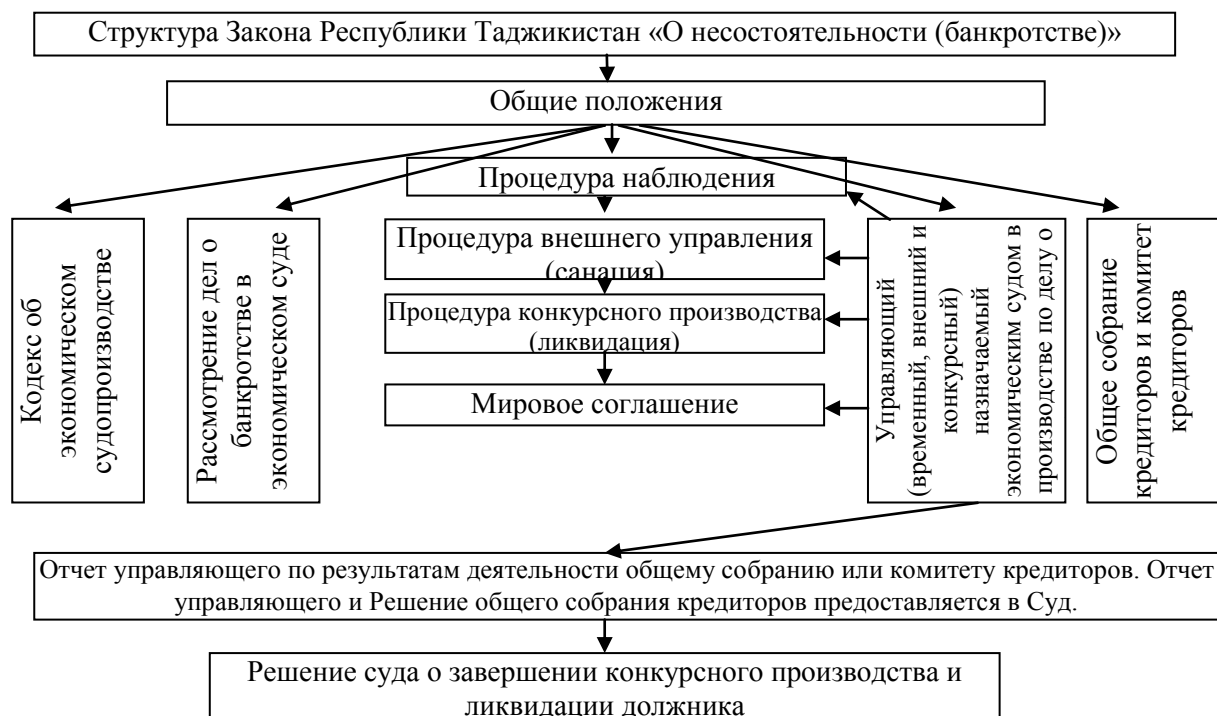 Структура Закона Республики Таджикистан «О несостоятельности (банкротстве)»
Общие положения
Процедура наблюдения
Процедура внешнего управления
(санация)
Процедура конкурсного производства
(ликвидация)
Мировое соглашение
Кодекс об
экономическом
судопроизводстве
Рассмотрение дел о
банкротстве в
экономическом суде
Управляющий
(временный, внешний и
конкурсный)
назначаемый
экономическим судом в
производстве по делу о
Общее собрание
кредиторов и комитет
кредиторов
Отчет управляющего по результатам деятельности общему собранию или комитету кредиторов. Отчет
управляющего и Решение общего собрания кредиторов предоставляется в Суд.
Решение суда о завершении конкурсного производства и
ликвидации должника